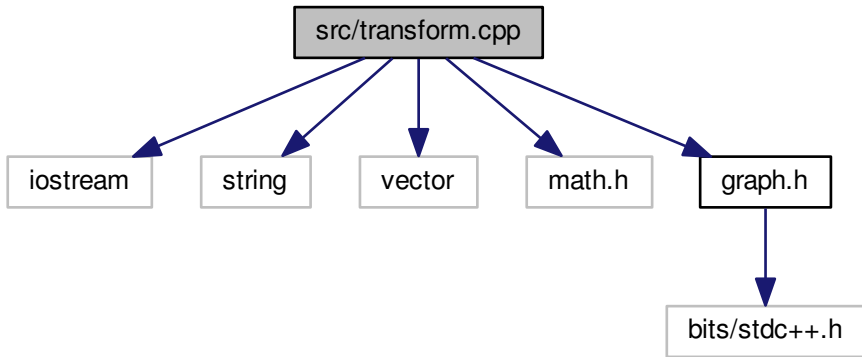 src/transform.cpp
iostream
string
vector
math.h
graph.h
bits/stdc++.h